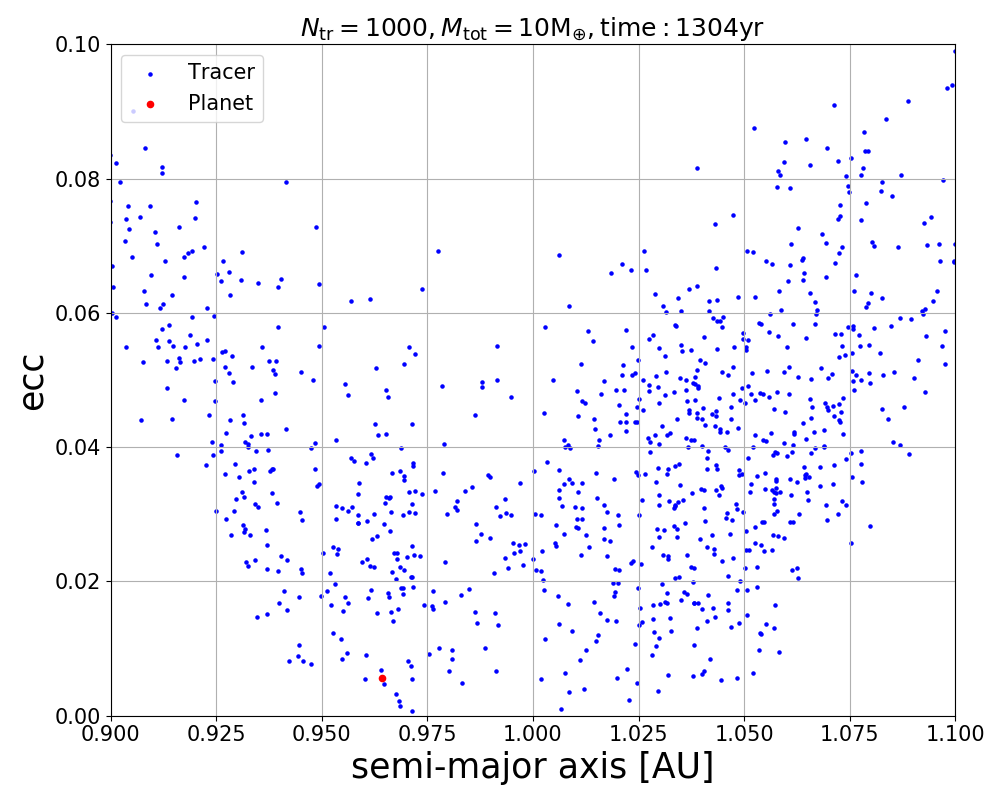 N_tr = 1000, M_tot = 10M_⊕, time : 1304yr
Tracer
Planet
0.10
0.08
0.06
0.04
0.02
0.00
ecc
0.900 0.925 0.950 0.975 1.000 1.025 1.050 1.075 1.100
semi-major axis [AU]